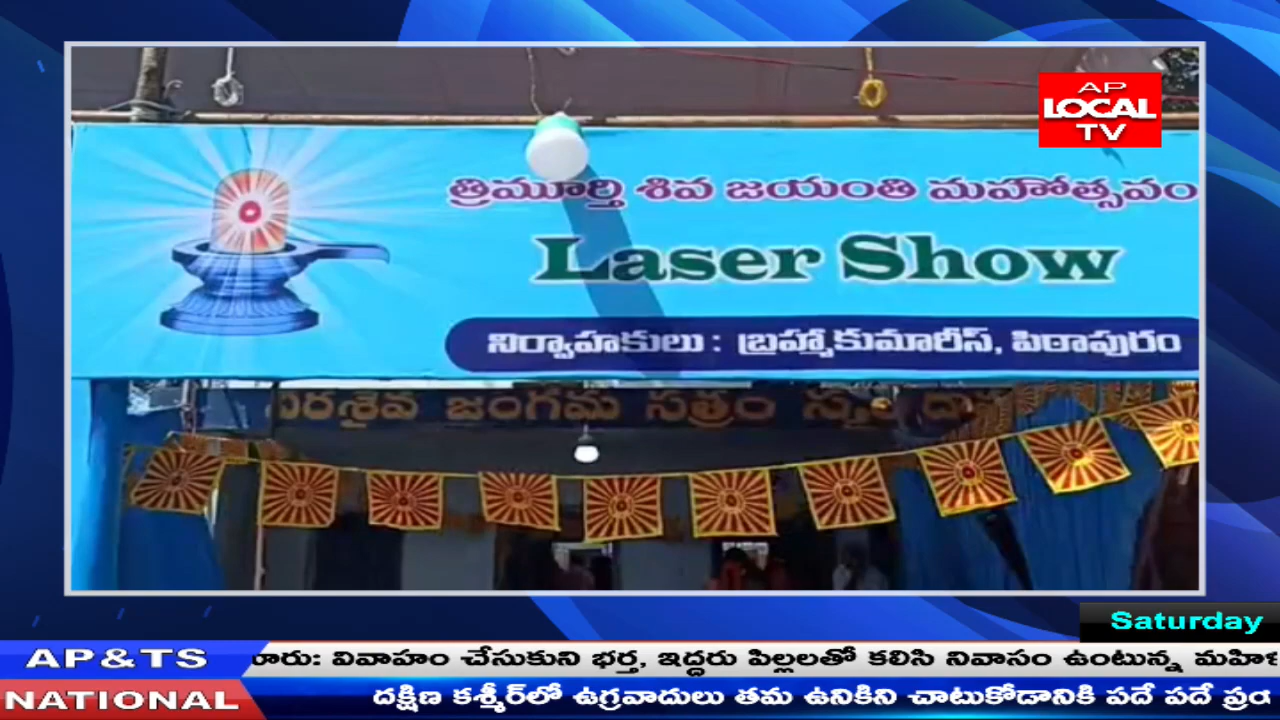 AP
LOCAL
TV
త్రిమూర్తి శివ జయంతి మహోత్సవం
Laser Show
నిర్వాహకులు : బ్రహ్మాకుమారీస్, పిఠాపురం
జంగమ సత్రం
Saturday
AP&TS
వివాహం చేసుకుని భర్త, ఇద్దరు పిల్లలతో కలిసి నివాసం ఉంటున్న
NATIONAL
దక్షిణ కశ్మీర్‌లో ఉగ్రవాదులు తమ ఉనికిని చాటుకోడానికి పదే పదే